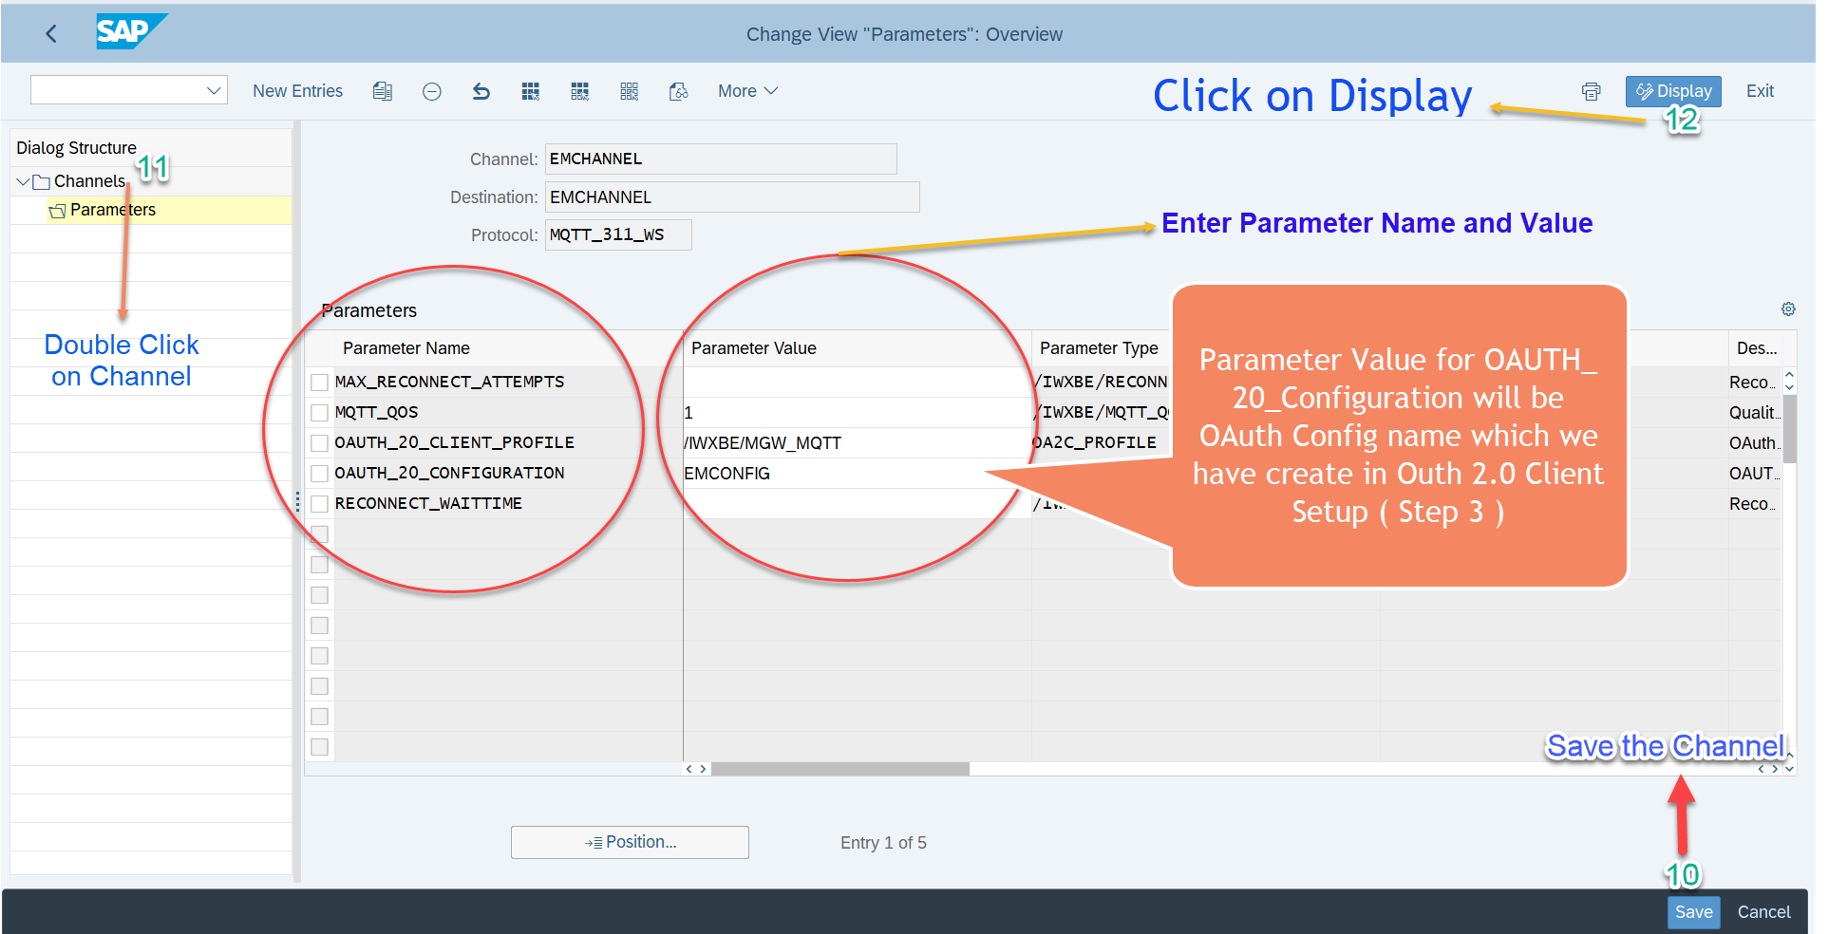 SAP
Change View "Parameters": Overview
New Entries
More
Click on Display
Display
Exit
12
Dialog Structure
11
Channels
Parameters
Double Click
on Channel
Channel: EMCHANNEL
Destination: EMCHANNEL
Protocol: MQTT_311_WS
Enter Parameter Name and Value
Parameters
Parameter Name Parameter Value Parameter Type Des...
MAX_RECONNECT_ATTEMPTS /IWXBE/RECONN Reco...
MQTT_QOS 1 /IWXBE/MQTT_QO Qualit...
OAUTH_20_CLIENT_PROFILE /IWXBE/MGW_MQTT OA2C_PROFILE OAuth...
OAUTH_20_CONFIGURATION EMCONFIG OAUT...
RECONNECT_WAITTIME Reco...
Parameter Value for OAUTH_
20_Configuration will be
OAuth Config name which we
have create in Outh 2.0 Client
Setup ( Step 3 )
Save the Channel
Position...
Entry 1 of 5
10
Save
Cancel